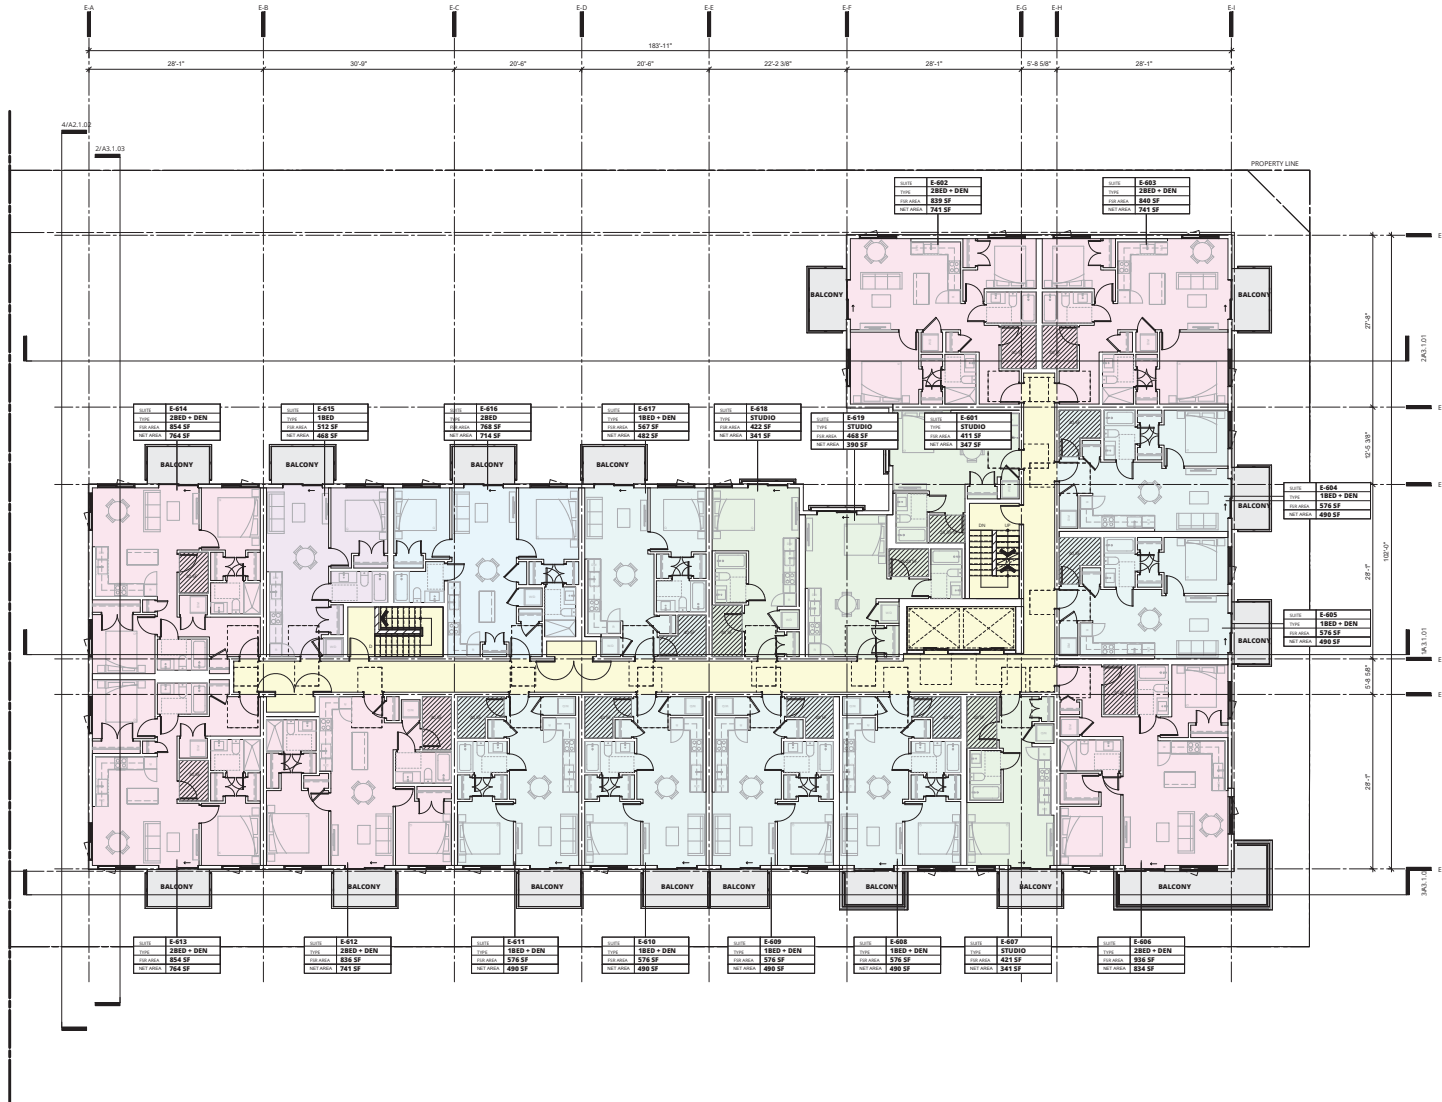 E-A
E-B
E-C
E-D
E-E
E-F
E-G
E-H
E-I
183'-11"
28'-1"
30'-9"
20'-6"
20'-6"
22'-2 3/8"
28'-1"
5'-8 5/8"
28'-1"
4/A2.1.02
2/A3.1.03
PROPERTY LINE
SUITE E-602
TYPE 2BED + DEN
FSR AREA 839 SF
NET AREA 741 SF
SUITE E-603
TYPE 2BED + DEN
FSR AREA 840 SF
NET AREA 741 SF
BALCONY
BALCONY
27'-8"
2/A3.1.01
SUITE E-614
TYPE 2BED + DEN
FSR AREA 854 SF
NET AREA 764 SF
SUITE E-615
TYPE 1BED
FSR AREA 512 SF
NET AREA 468 SF
SUITE E-616
TYPE 2BED
FSR AREA 768 SF
NET AREA 714 SF
SUITE E-617
TYPE 1BED + DEN
FSR AREA 567 SF
NET AREA 482 SF
SUITE E-618
TYPE STUDIO
FSR AREA 422 SF
NET AREA 341 SF
SUITE E-619
TYPE STUDIO
FSR AREA 468 SF
NET AREA 390 SF
SUITE E-601
TYPE STUDIO
FSR AREA 411 SF
NET AREA 347 SF
12'-5 3/8"
BALCONY
BALCONY
BALCONY
BALCONY
BALCONY
SUITE E-604
TYPE 1BED + DEN
FSR AREA 576 SF
NET AREA 490 SF
DN
UP
102'-0"
28'-1"
SUITE E-605
TYPE 1BED + DEN
FSR AREA 576 SF
NET AREA 490 SF
BALCONY
1/A3.1.01
5'-8 5/8"
28'-1"
E
E
E
E
E
E
BALCONY
BALCONY
BALCONY
BALCONY
BALCONY
BALCONY
BALCONY
BALCONY
SUITE E-613
TYPE 2BED + DEN
FSR AREA 854 SF
NET AREA 764 SF
SUITE E-612
TYPE 2BED + DEN
FSR AREA 836 SF
NET AREA 741 SF
SUITE E-611
TYPE 1BED + DEN
FSR AREA 576 SF
NET AREA 490 SF
SUITE E-610
TYPE 1BED + DEN
FSR AREA 576 SF
NET AREA 490 SF
SUITE E-609
TYPE 1BED + DEN
FSR AREA 576 SF
NET AREA 490 SF
SUITE E-608
TYPE 1BED + DEN
FSR AREA 576 SF
NET AREA 490 SF
SUITE E-607
TYPE STUDIO
FSR AREA 421 SF
NET AREA 341 SF
SUITE E-606
TYPE 2BED + DEN
FSR AREA 936 SF
NET AREA 834 SF